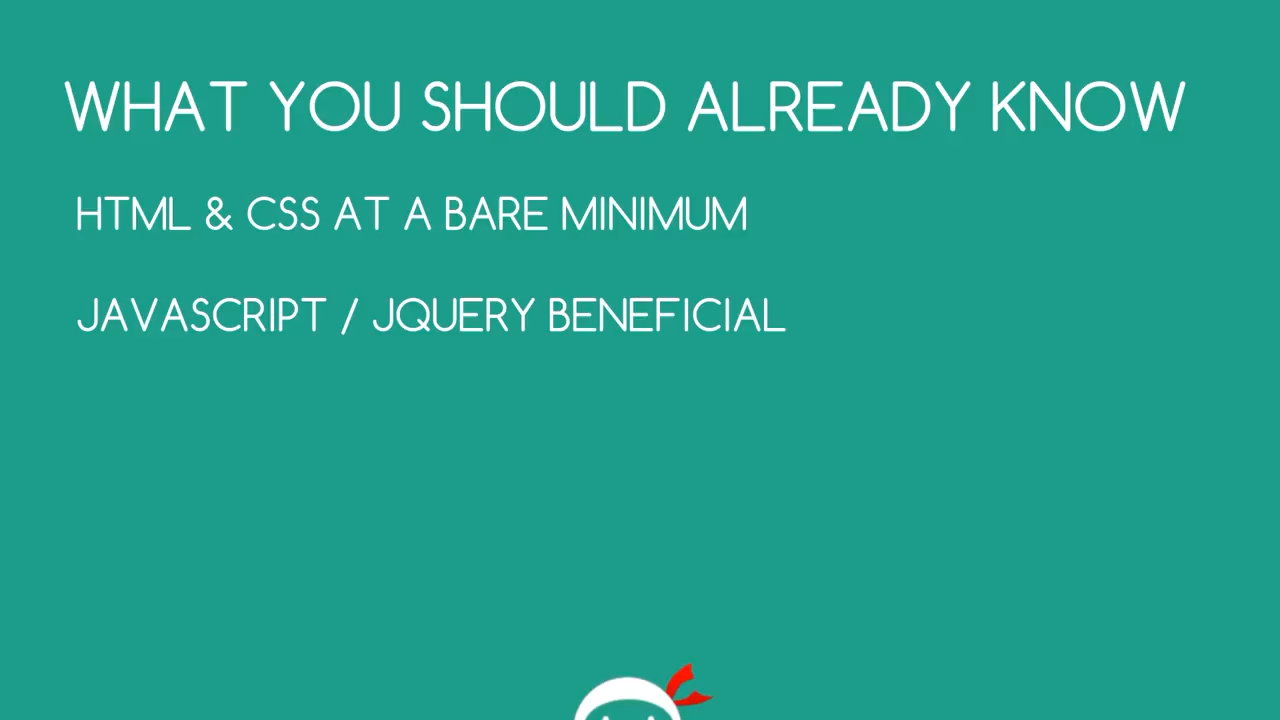 WHAT YOU SHOULD ALREADY KNOW
HTML & CSS AT A BARE MINIMUM
JAVASCRIPT / JQUERY BENEFICIAL